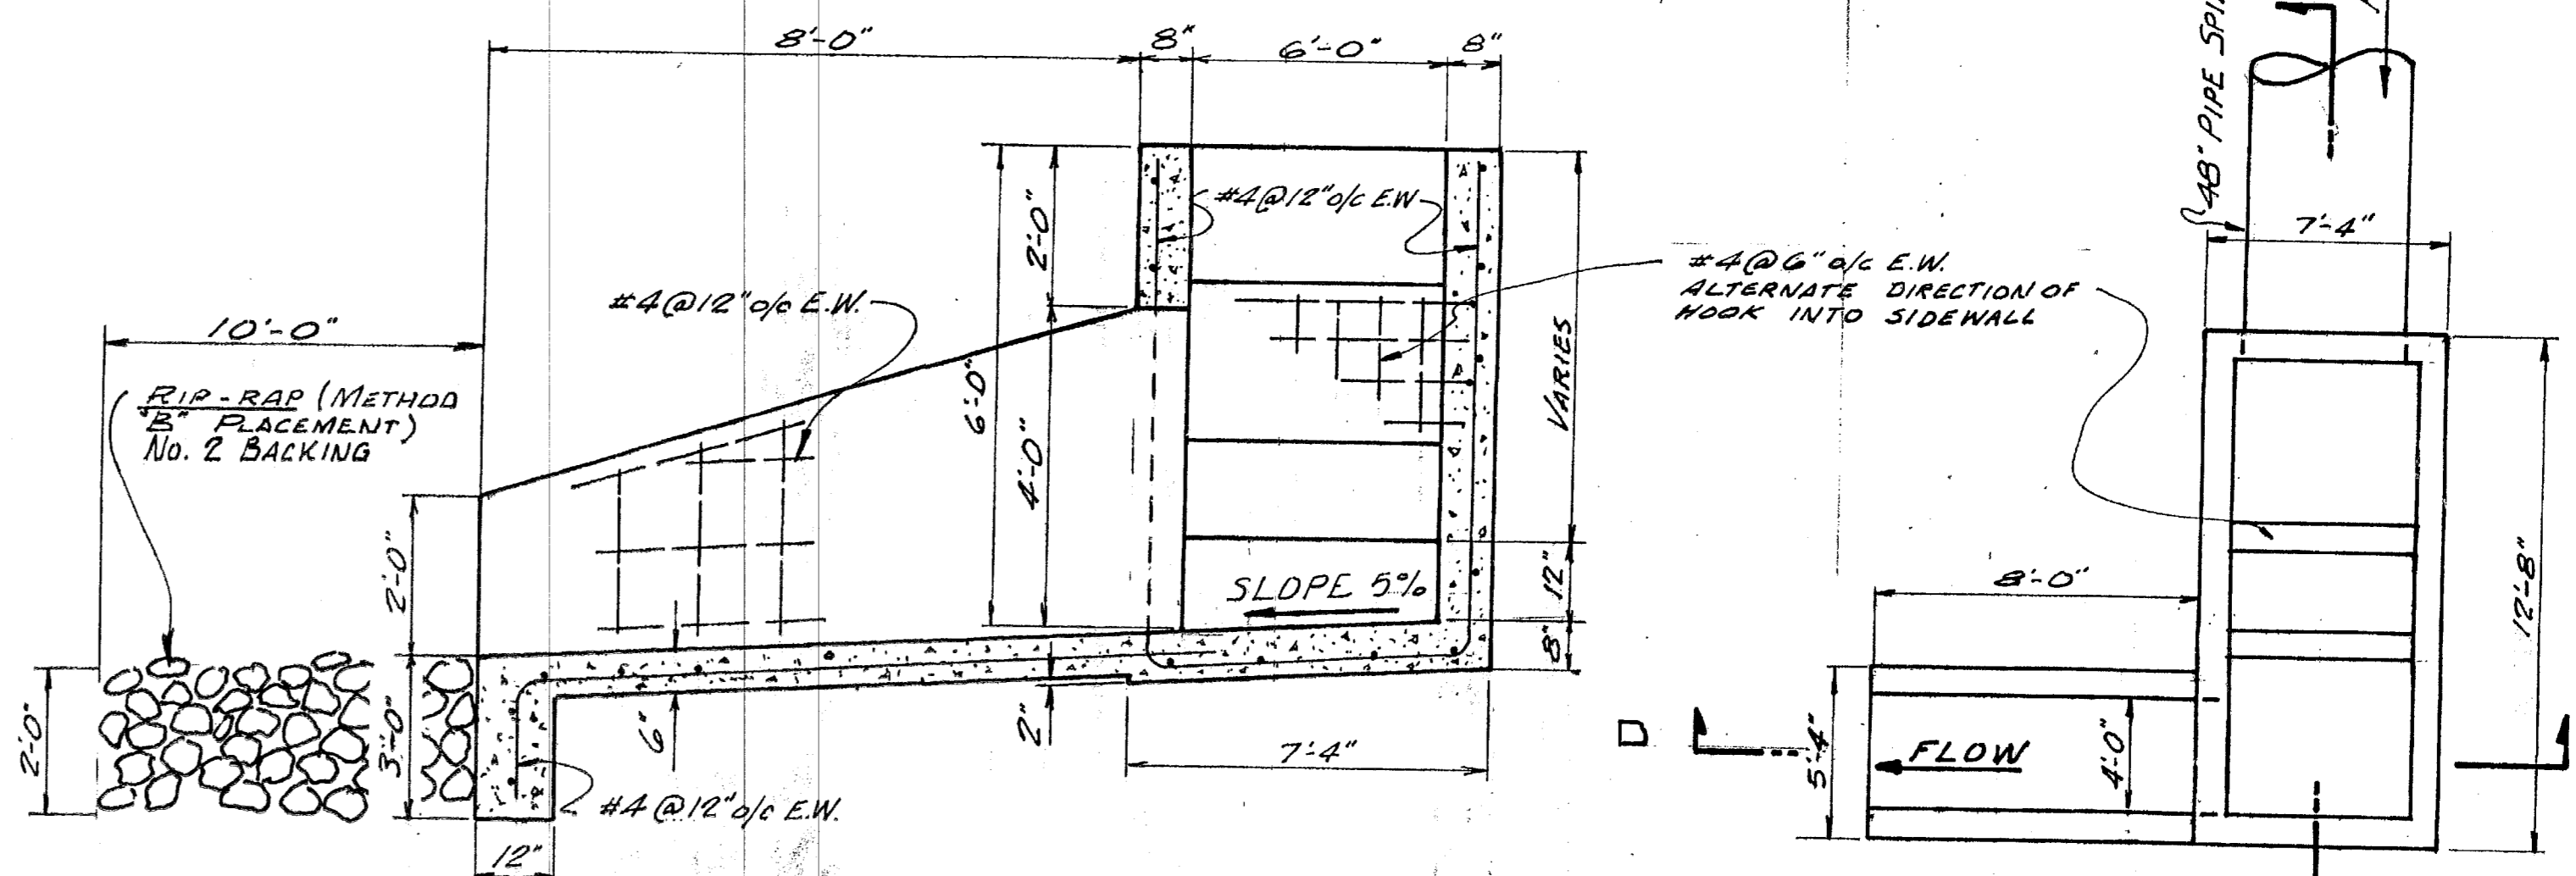 8'-0"
8"
6'-0"
8"
#4@12" o/c E.W.
2'-0"
#4@12" o/c E.W.
6'-0"
4'-0"
VARIES
10'-0"
RIP-RAP (METHOD
"B" PLACEMENT)
No. 2 BACKING
2'-0"
SLOPE 5%
12"
8"
2'-0"
3'-0"
6"
2"
7'-4"
#4@12" o/c E.W.
12"
#4@6" o/c E.W.
ALTERNATE DIRECTION OF
HOOK INTO SIDEWALL
48" PIPE
7'-4"
8'-0"
12'-8"
D
5'-4"
FLOW
4'-0"